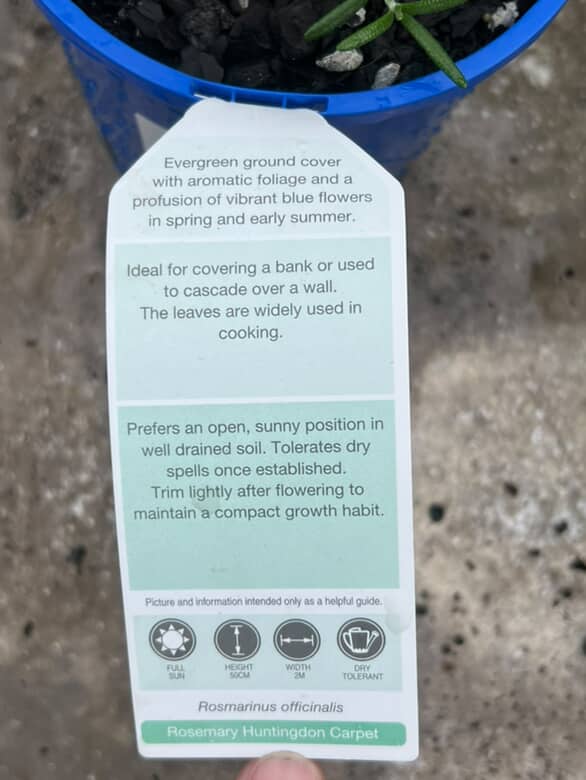 Evergreen ground cover
with aromatic foliage and a
profusion of vibrant blue flowers
in spring and early summer.
Ideal for covering a bank or used
to cascade over a wall.
The leaves are widely used in
cooking.
Prefers an open, sunny position in
well drained soil. Tolerates dry
spells once established.
Trim lightly after flowering to
maintain a compact growth habit.
Picture and information intended only as a helpful guide.
FULL
SUN
HEIGHT
50CM
WIDTH
2M
DRY
TOLERANT
Rosmarinus officinalis
Rosemary Huntingdon Carpet